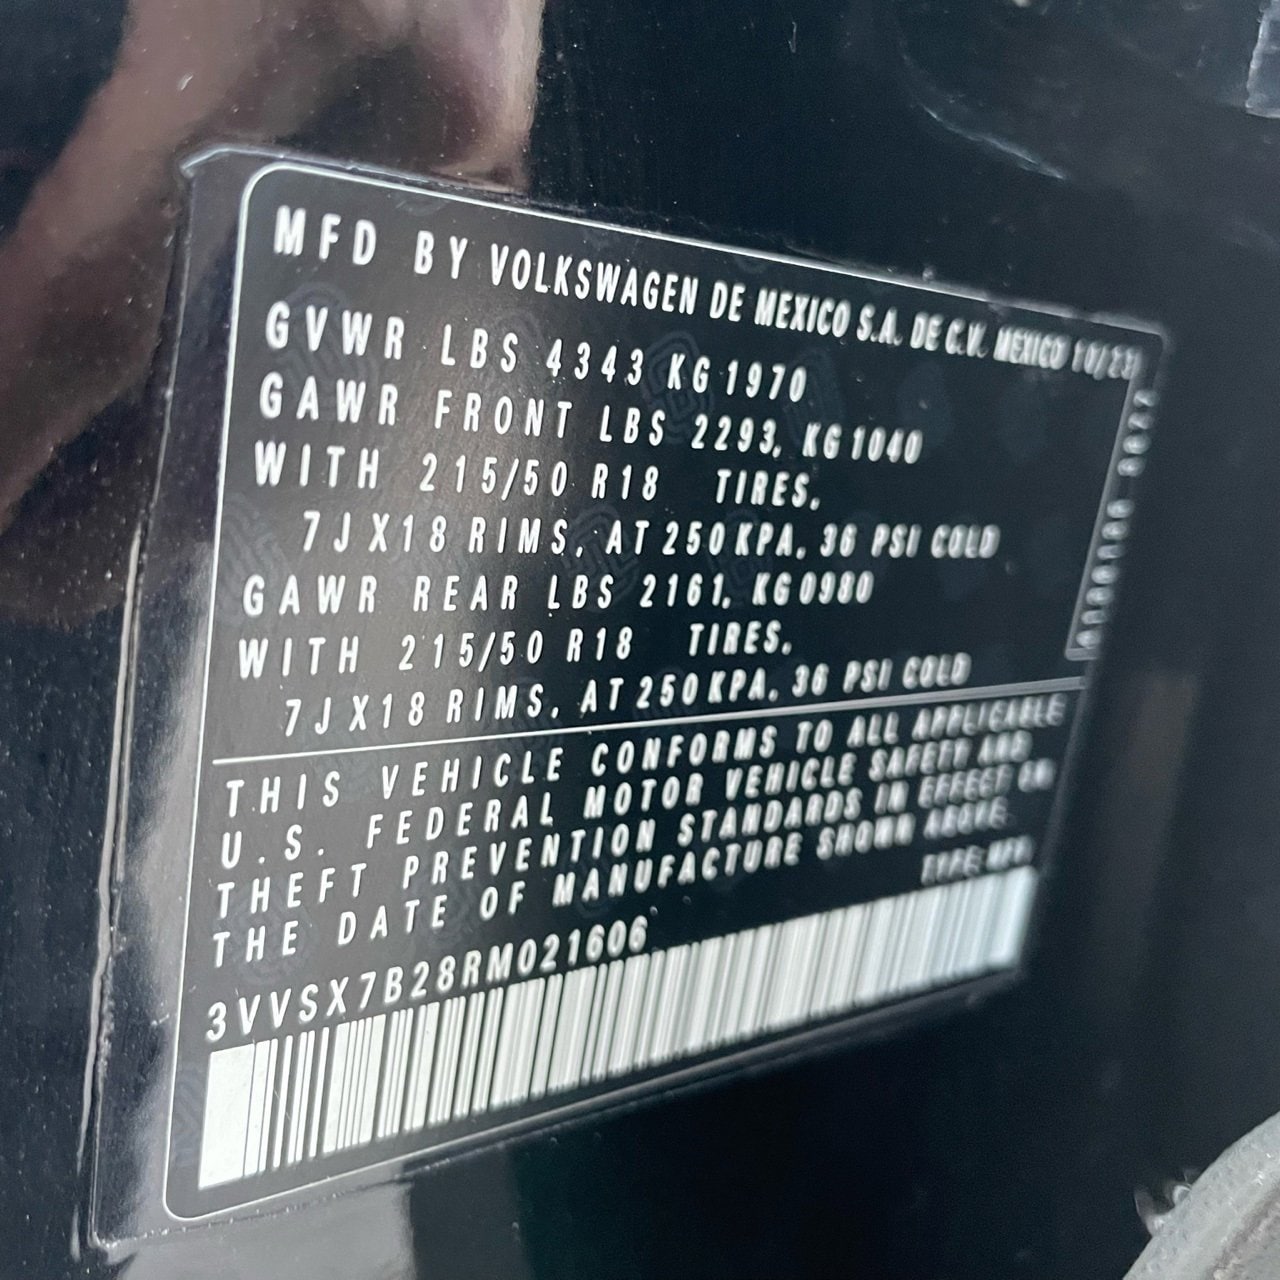 MFD BY VOLKSWAGEN DE MEXICO S.A. DE C.V. MEXICO 10/23
GVWR LBS 4343 KG 1970
GAWR FRONT LBS 2293, KG 1040
WITH 215/50 R18 TIRES,
7J X18 RIMS, AT 250 KPA, 36 PSI COLD
GAWR REAR LBS 2161, KG 0980
WITH 215/50 R18 TIRES,
7J X18 RIMS, AT 250 KPA, 36 PSI COLD
THIS VEHICLE CONFORMS TO ALL APPLICABLE
U.S. FEDERAL MOTOR VEHICLE SAFETY AND
THEFT PREVENTION STANDARDS IN EFFECT ON
THE DATE OF MANUFACTURE SHOWN ABOVE.
TYPE: MPV
3VVSX7B28RM021606